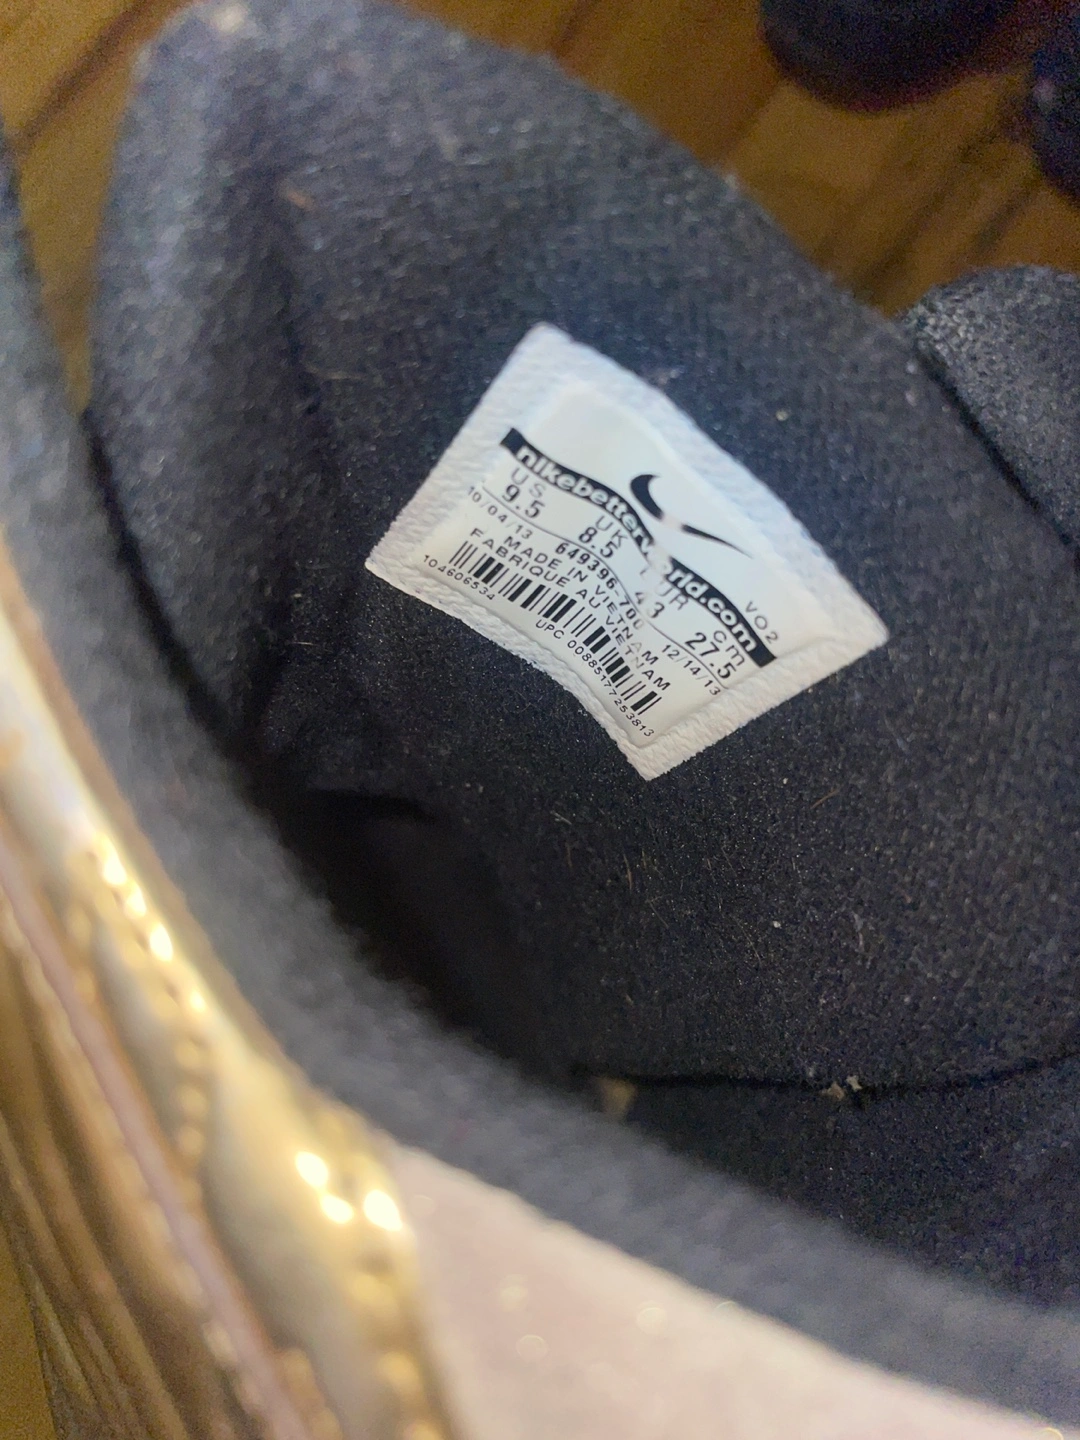 VO2
nikebetterworld.com
US UK EUR cm
9.5 8.5 43 27.5
10/04/13 649396-700 12/14/13
MADE IN VIETNAM
FABRIQUE AU VIETNAM
104606534
UPC 00885177253813